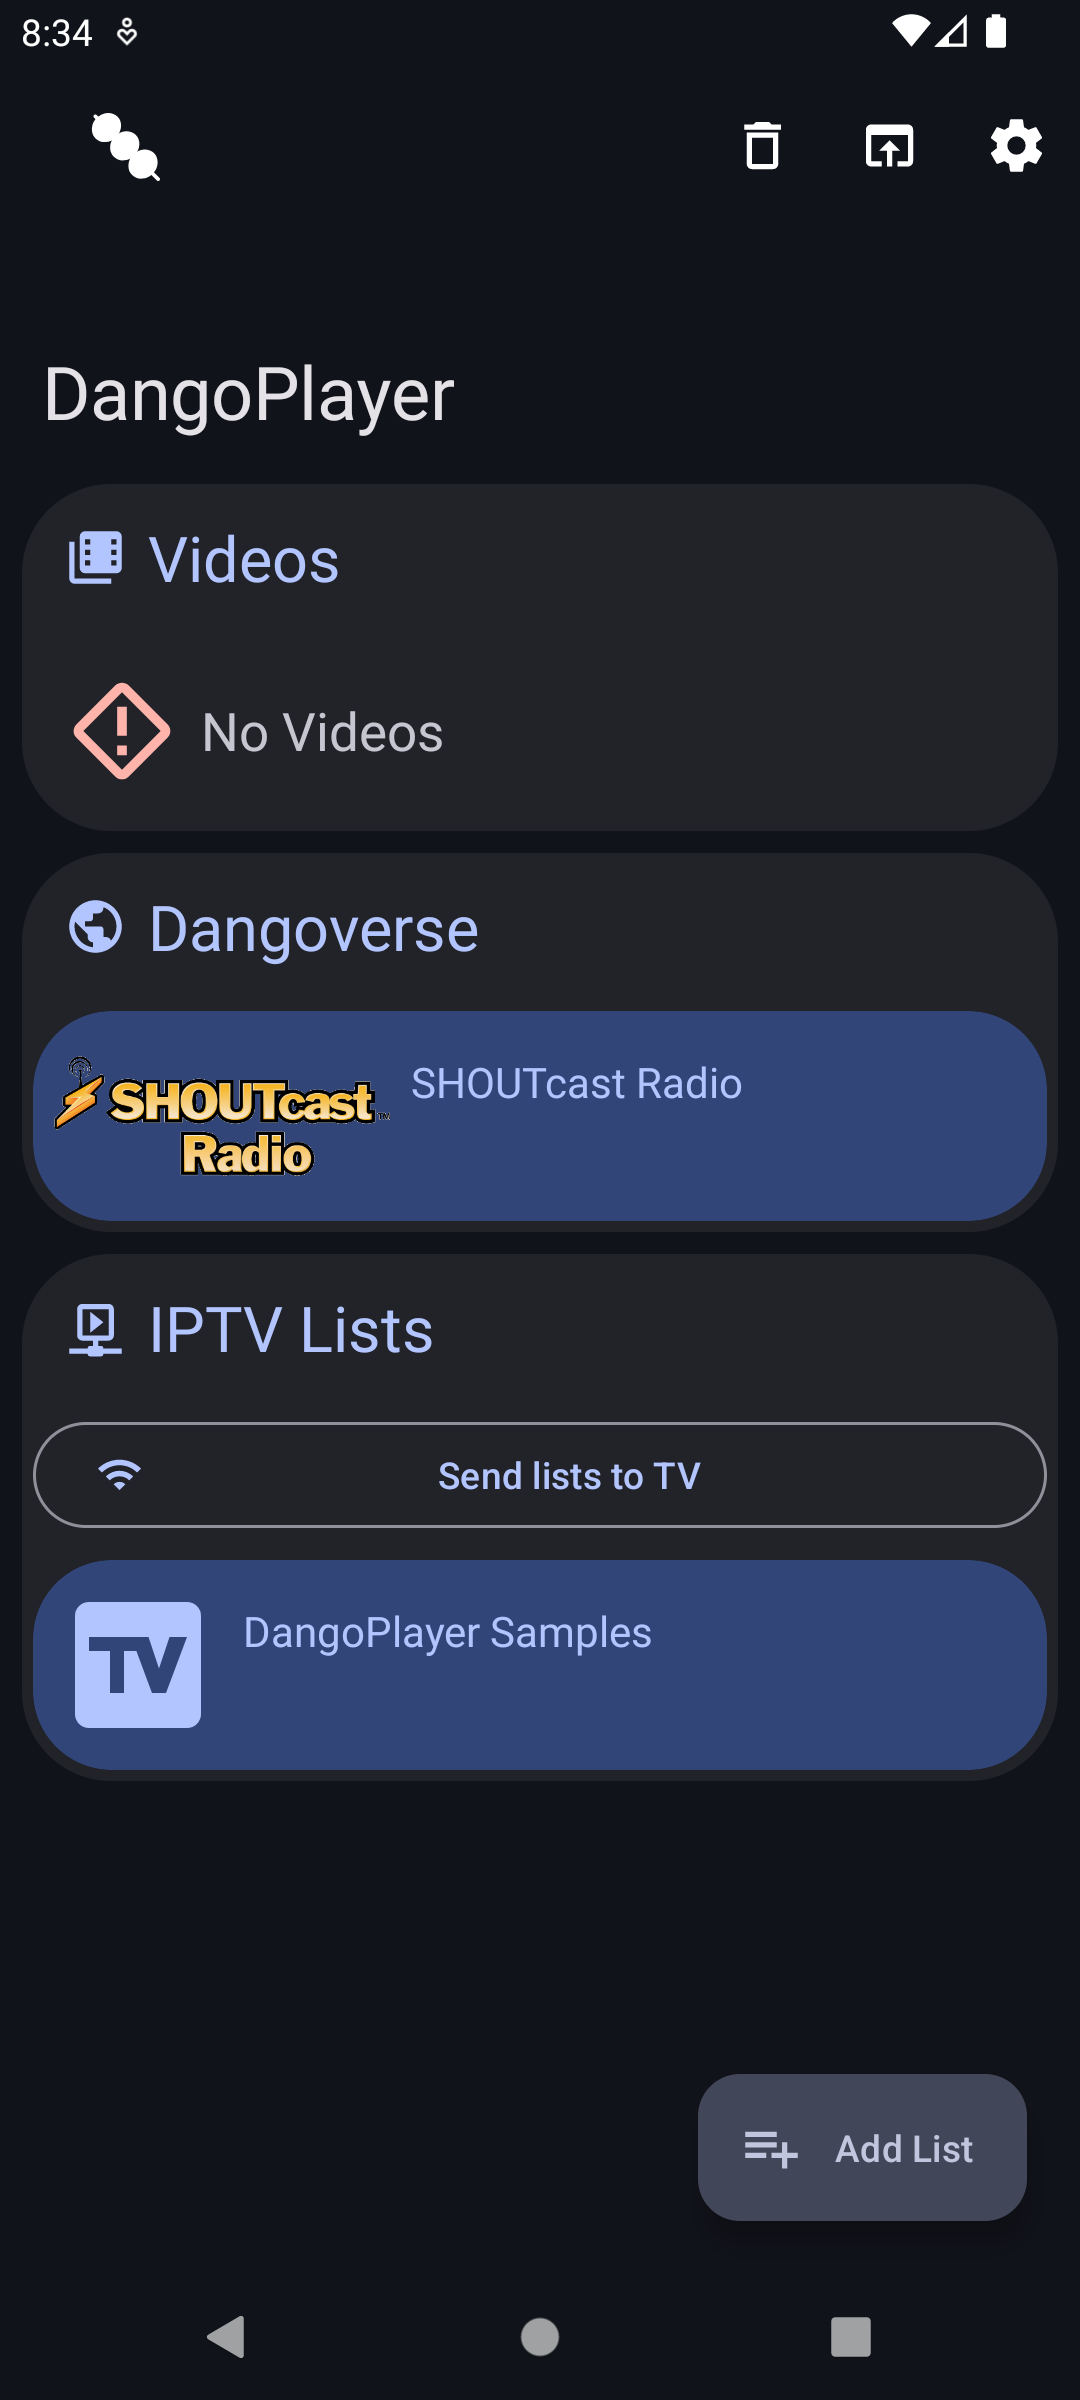 8:34
DangoPlayer
Videos
No Videos
Dangoverse
SHOUTcast Radio
SHOUTcast™
Radio
IPTV Lists
Send lists to TV
TV
DangoPlayer Samples
Add List